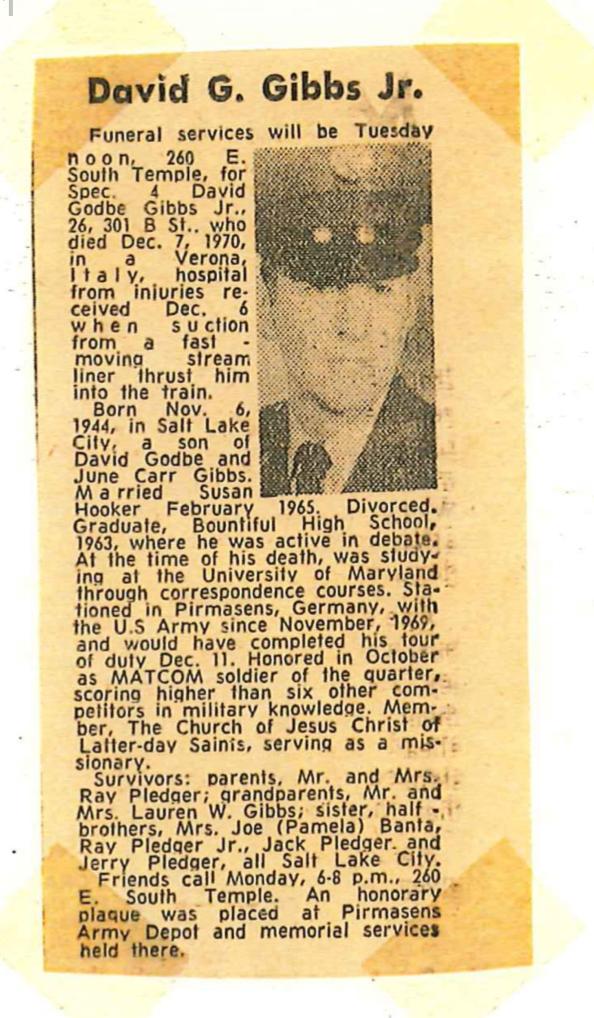 David G. Gibbs Jr.
Funeral services will be Tuesday
noon, 260 E.
South Temple, for
Spec. 4 David
Godbe Gibbs Jr.,
26, 301 B St., who
died Dec. 7, 1970,
in a Verona,
Italy, hospital
from injuries re-
ceived Dec. 6
when suction
from a fast -
moving stream
liner thrust him
into the train.
Born Nov. 6,
1944, in Salt Lake
City, a son of
David Godbe and
June Carr Gibbs.
Married Susan
Hooker February 1965. Divorced.
Graduate, Bountiful High School,
1963, where he was active in debate.
At the time of his death, was study-
ing at the University of Maryland
through correspondence courses. Sta-
tioned in Pirmasens, Germany, with
the U.S Army since November, 1969,
and would have completed his tour
of duty Dec. 11. Honored in October
as MATCOM soldier of the quarter,
scoring higher than six other com-
petitors in military knowledge. Mem-
ber, The Church of Jesus Christ of
Latter-day Saints, serving as a mis-
sionary.
Survivors: parents, Mr. and Mrs.
Ray Pledger; grandparents, Mr. and
Mrs. Lauren W. Gibbs; sister, half -
brothers, Mrs. Joe (Pamela) Banta,
Ray Pledger Jr., Jack Pledger and
Jerry Pledger, all Salt Lake City.
Friends call Monday, 6-8 p.m., 260
E. South Temple. An honorary
plaque was placed at Pirmasens
Army Depot and memorial services
held there.